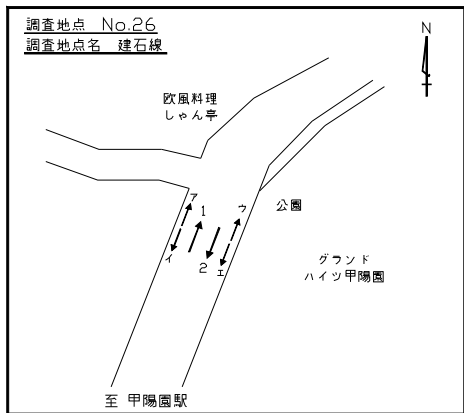 調査地点 No.26
調査地点名 建石線
N
欧風料理
しゃん亭
ア
1
ウ
公園
イ
2
エ
グランド
ハイツ甲陽園
至 甲陽園駅